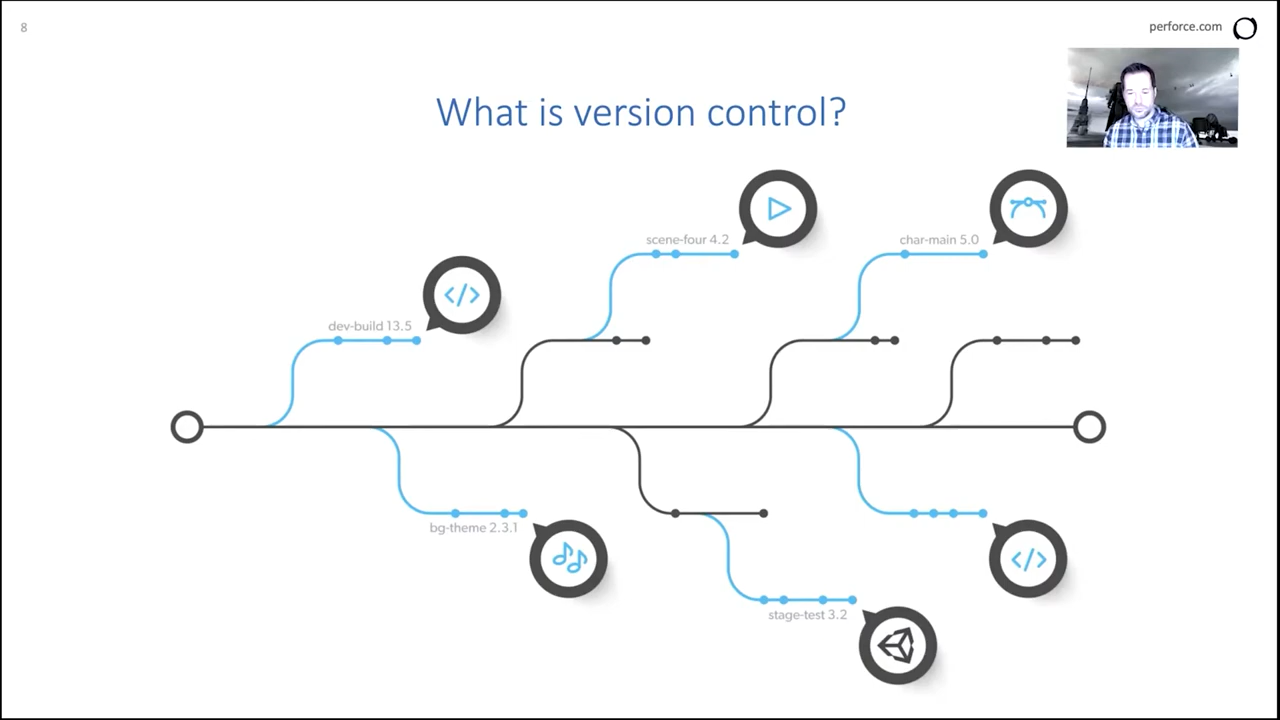 8
perforce.com
What is version control?
scene-four 4.2
char-main 5.0
dev-build 13.5
bg-theme 2.3.1
stage-test 3.2